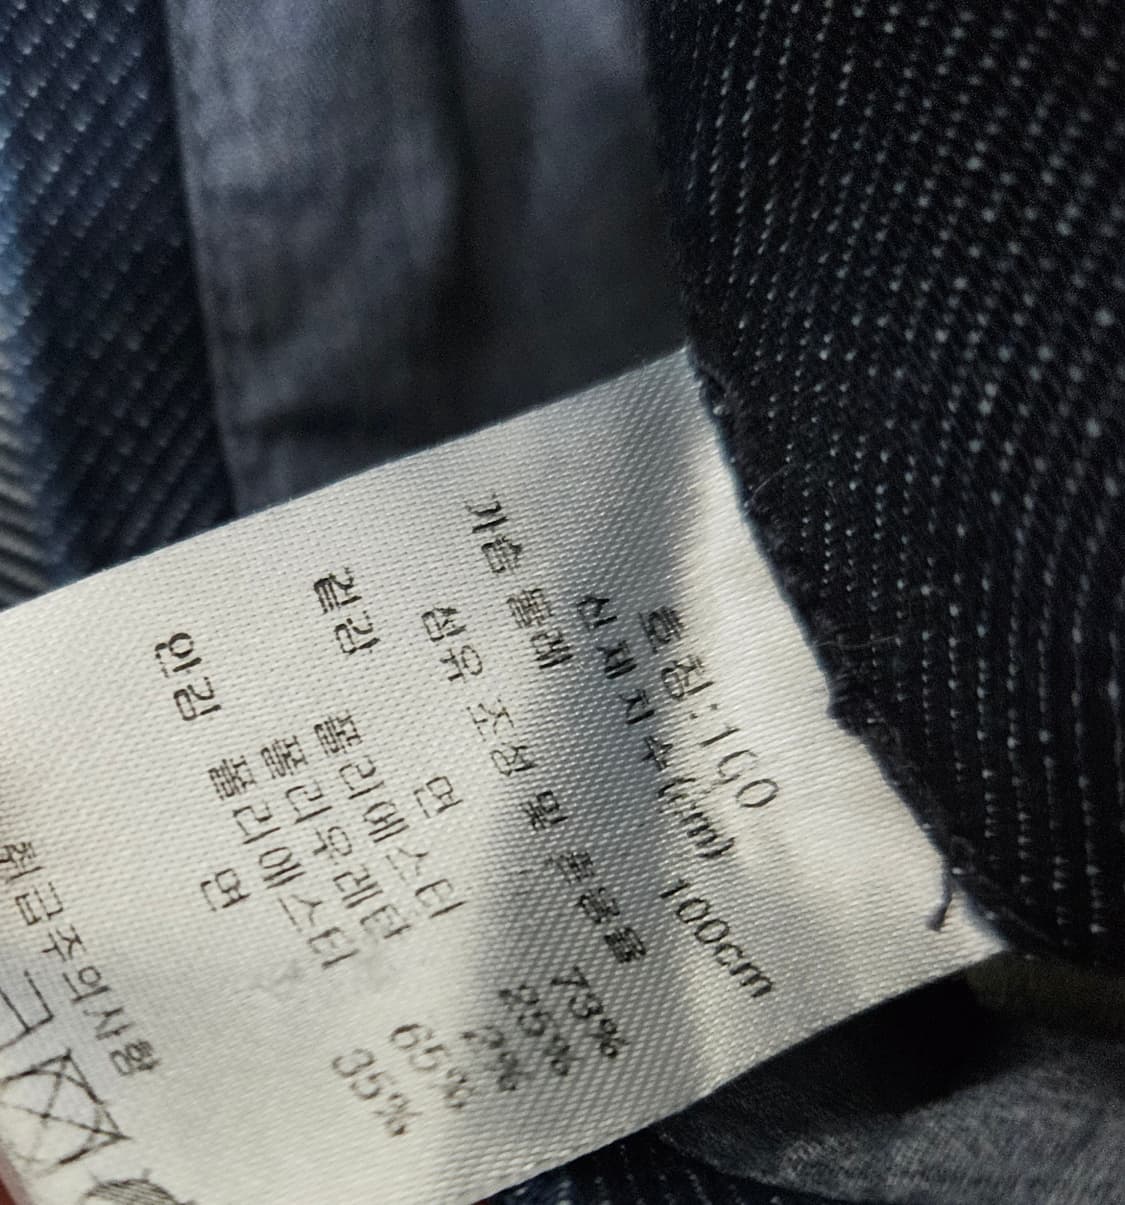 호칭:1GO
신체치수(cm)
가슴둘레 100cm
섬유 조성 및 혼용률
겉감 면 73%
폴리에스터 25%
폴리우레탄 2%
안감 폴리에스터 65%
면 35%
취급주의사항